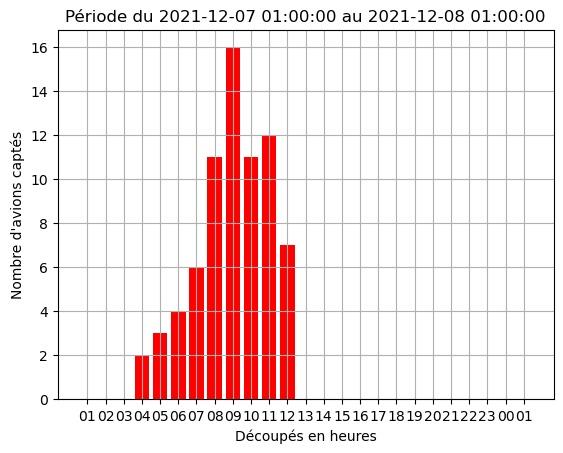 Période du 2021-12-07 01:00:00 au 2021-12-08 01:00:00
16
14
12
10
8
6
4
2
0
Nombre d'avions captés
01 02 03 04 05 06 07 08 09 10 11 12 13 14 15 16 17 18 19 20 21 22 23 00 01
Découpés en heures